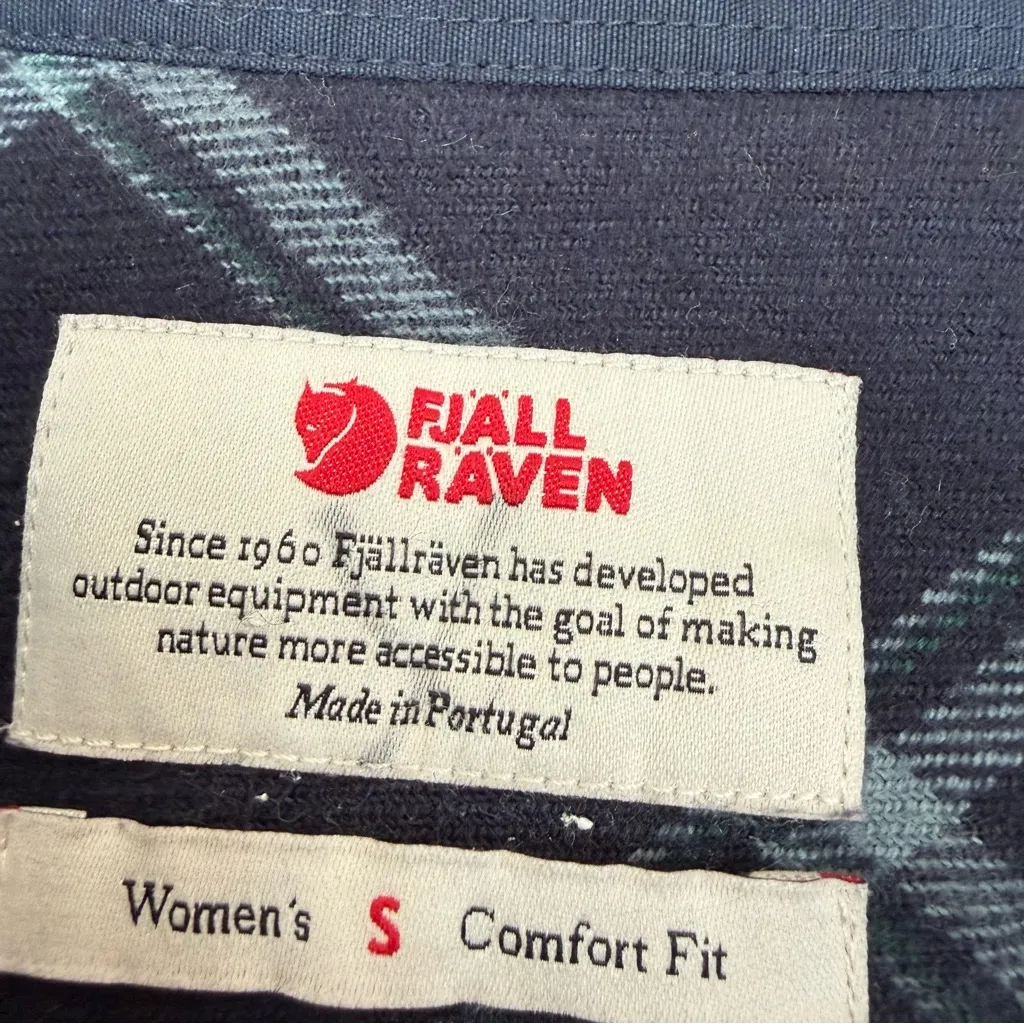 FJÄLL
RÄVEN
Since 1960 Fjällräven has developed
outdoor equipment with the goal of making
nature more accessible to people.
Made in Portugal
Women's S Comfort Fit